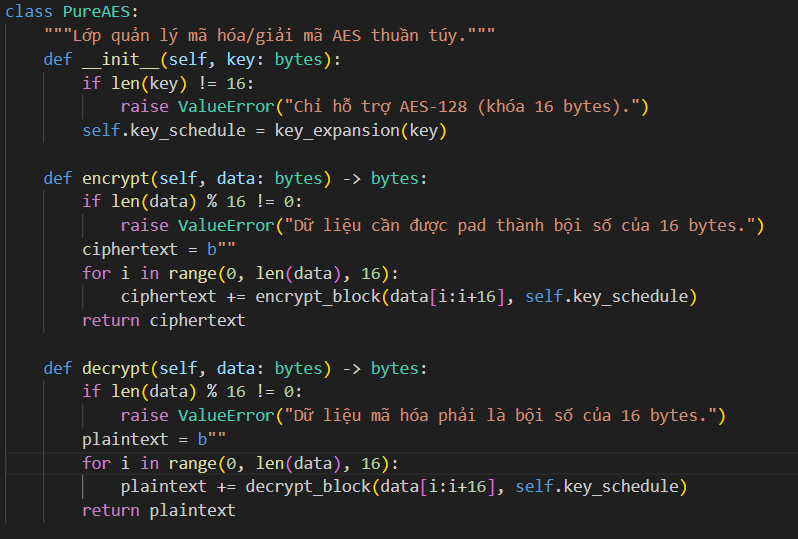 class PureAES:
    """Lớp quản lý mã hóa/giải mã AES thuần túy."""
    def __init__(self, key: bytes):
        if len(key) != 16:
            raise ValueError("Chỉ hỗ trợ AES-128 (khóa 16 bytes).")
        self.key_schedule = key_expansion(key)

    def encrypt(self, data: bytes) -> bytes:
        if len(data) % 16 != 0:
            raise ValueError("Dữ liệu cần được pad thành bội số của 16 bytes.")
        ciphertext = b""
        for i in range(0, len(data), 16):
            ciphertext += encrypt_block(data[i:i+16], self.key_schedule)
        return ciphertext

    def decrypt(self, data: bytes) -> bytes:
        if len(data) % 16 != 0:
            raise ValueError("Dữ liệu mã hóa phải là bội số của 16 bytes.")
        plaintext = b""
        for i in range(0, len(data), 16):
            plaintext += decrypt_block(data[i:i+16], self.key_schedule)
        return plaintext